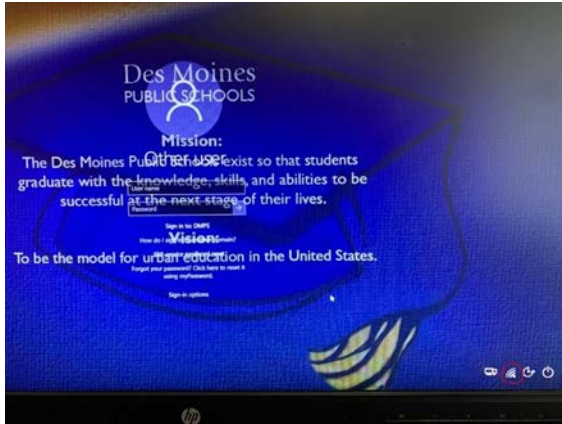 Des Moines
PUBLIC SCHOOLS
Mission:
Other user
The Des Moines Public Schools exist so that students
graduate with the knowledge, skills, and abilities to be
User name
successful at the next stage of their lives.
Password
Sign in to: DMPS
Vision:
How do I
domain?
To be the model for urban education in the United States.
Forgot your password? Click here to reset it
using myPassword.
Sign-in options
hp